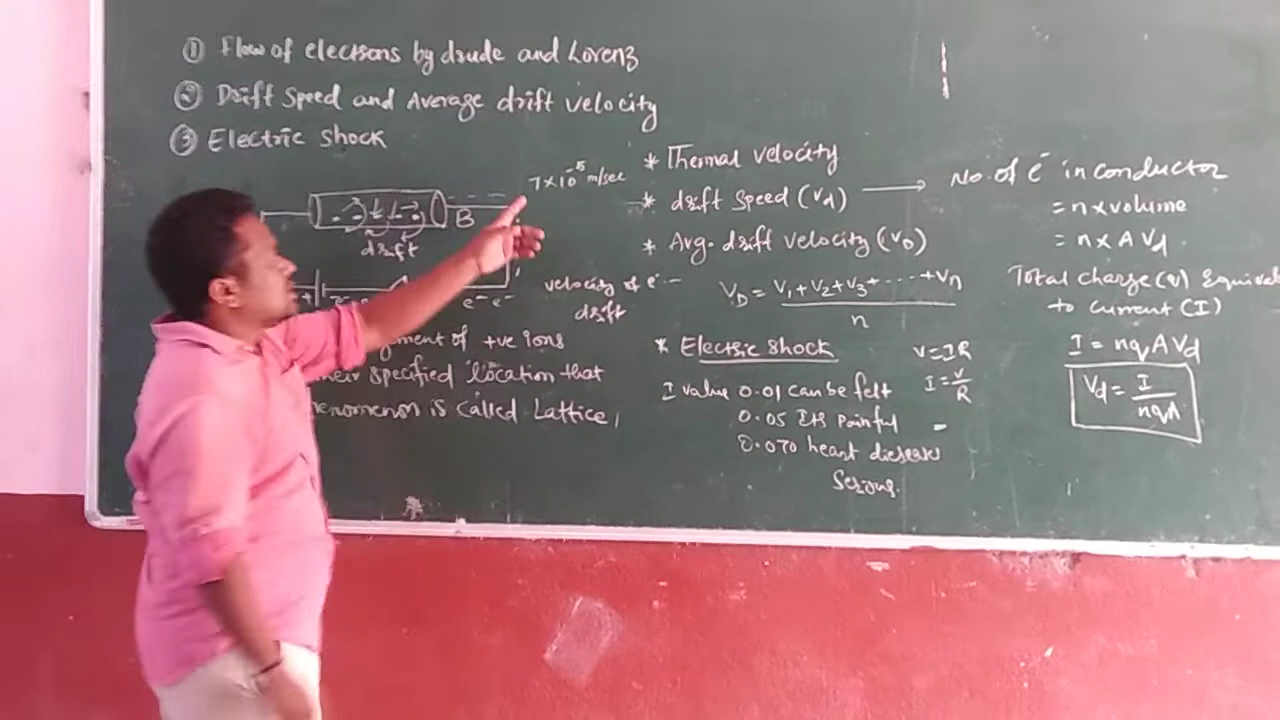 ① Flow of electrons by drude and Lorenz
② Drift Speed and Average drift velocity
③ Electric shock
B
drift
e⁻ e⁻
7×10⁻⁵ m/sec
velocity of e⁻ :-
drift
of +ve ions
specified location that
is called Lattice,
* Thermal velocity
* drift Speed (Vd) →
* Avg. drift velocity (VD)
VD = V1+V2+V3+ ······ +Vn / n
* Electric shock
I value 0.01 can be felt
0.05 Its Painful =
0.070 heart
Serious.
V=IR
I = V/R
No. of e⁻ in conductor
= n × volume
= n × A Vd.
Total charge (q) Equival
to current (I)
I = nqAVd
Vd = I / nqA